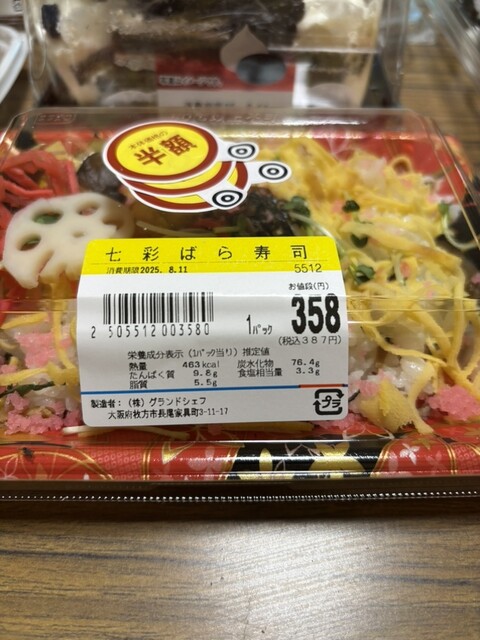 七彩ばら寿司
消費期限2025. 8.11
5512
お値段(円)
2 505512 003580
1パック
358
(税込387円)
栄養成分表示(1パック当り)推定値
熱量 463kcal 炭水化物 76.4g
たんぱく質 9.8g 食塩相当量 3.3g
脂質 5.5g
製造者:(株)グランドシェフ
大阪府枚方市長尾家具町3-11-17
プラ